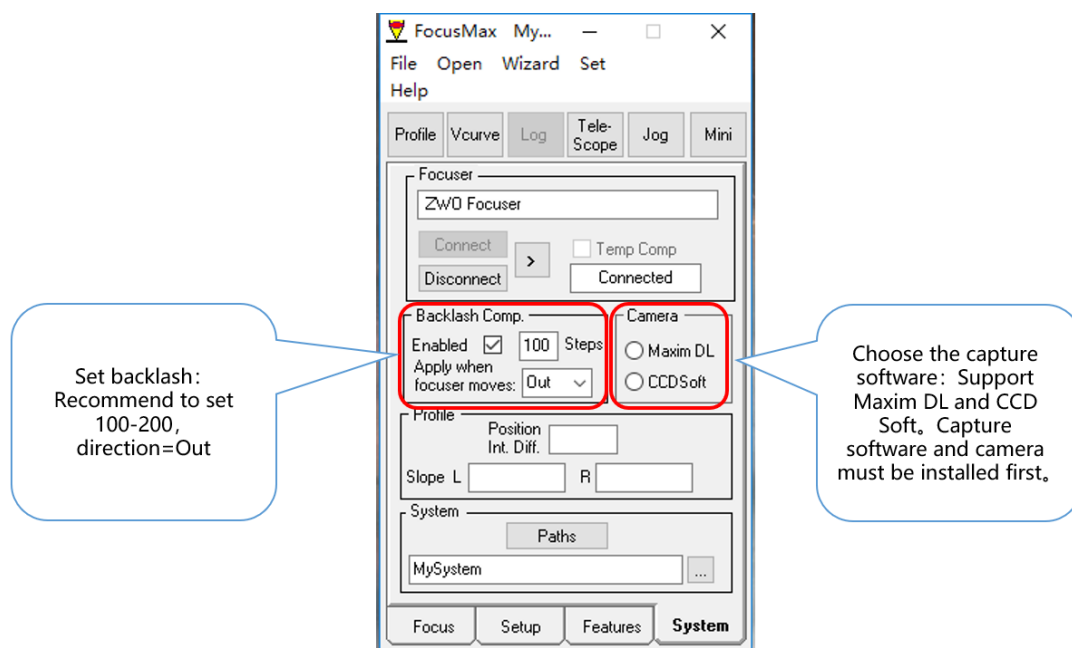 FocusMax My...
File Open Wizard Set
Help
Profile Vcurve Log Tele-
Scope Jog Mini
Focuser
ZWO Focuser
Connect
Disconnect
>
Temp Comp
Connected
Backlash Comp.
Enabled 100 Steps
Apply when
focuser moves: Out
Camera
Maxim DL
CCDSoft
Profile
Position
Int. Diff.
Slope L R
System
Paths
MySystem
...
Focus Setup Features System
Set backlash：
Recommend to set
100-200，
direction=Out
Choose the capture
software：Support
Maxim DL and CCD
Soft。Capture
software and camera
must be installed first。